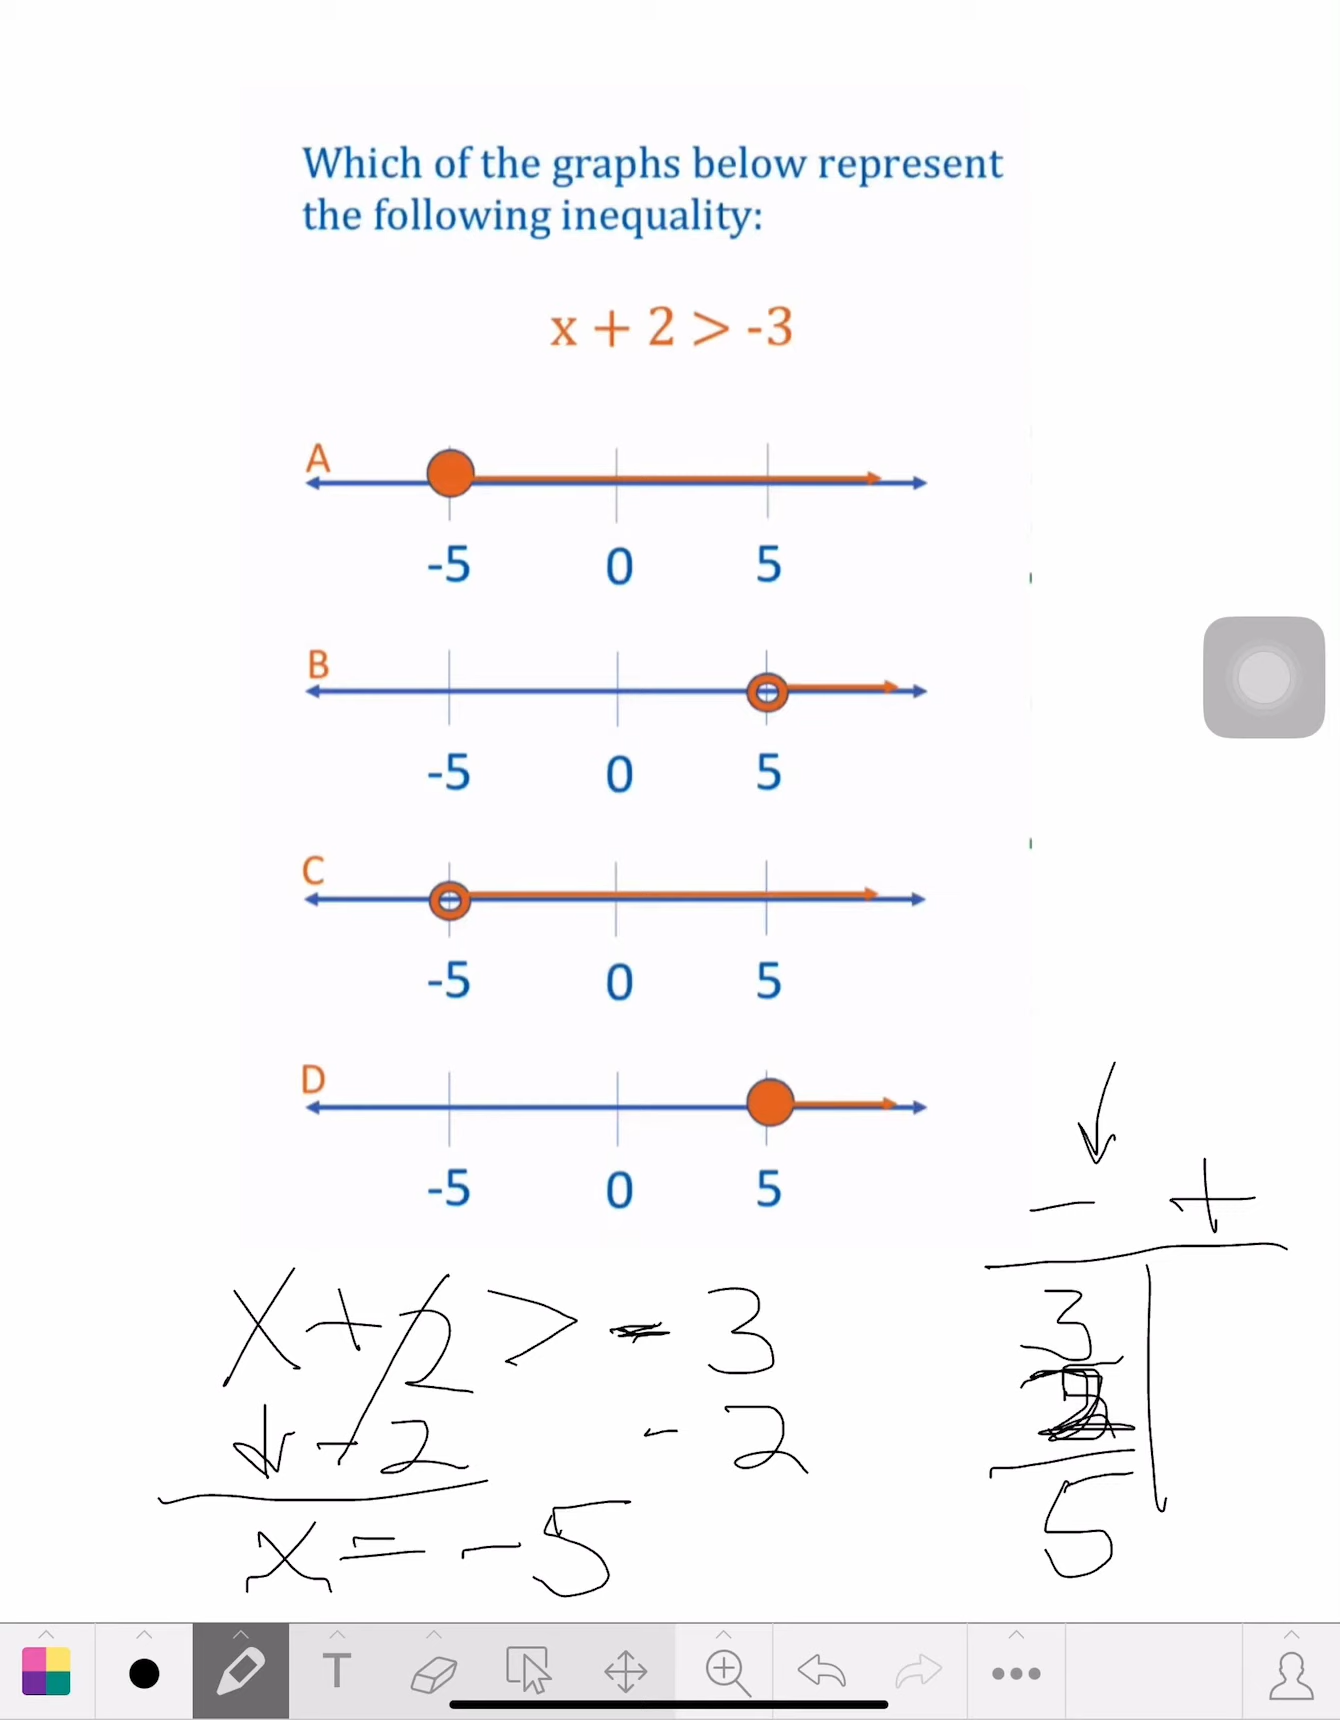 Which of the graphs below represent
the following inequality:
x + 2 > -3
A
-5 0 5
B
-5 0 5
C
-5 0 5
D
-5 0 5
- +
x + 2 > - 3
3
- 2 - 2
x = - 5
5
T